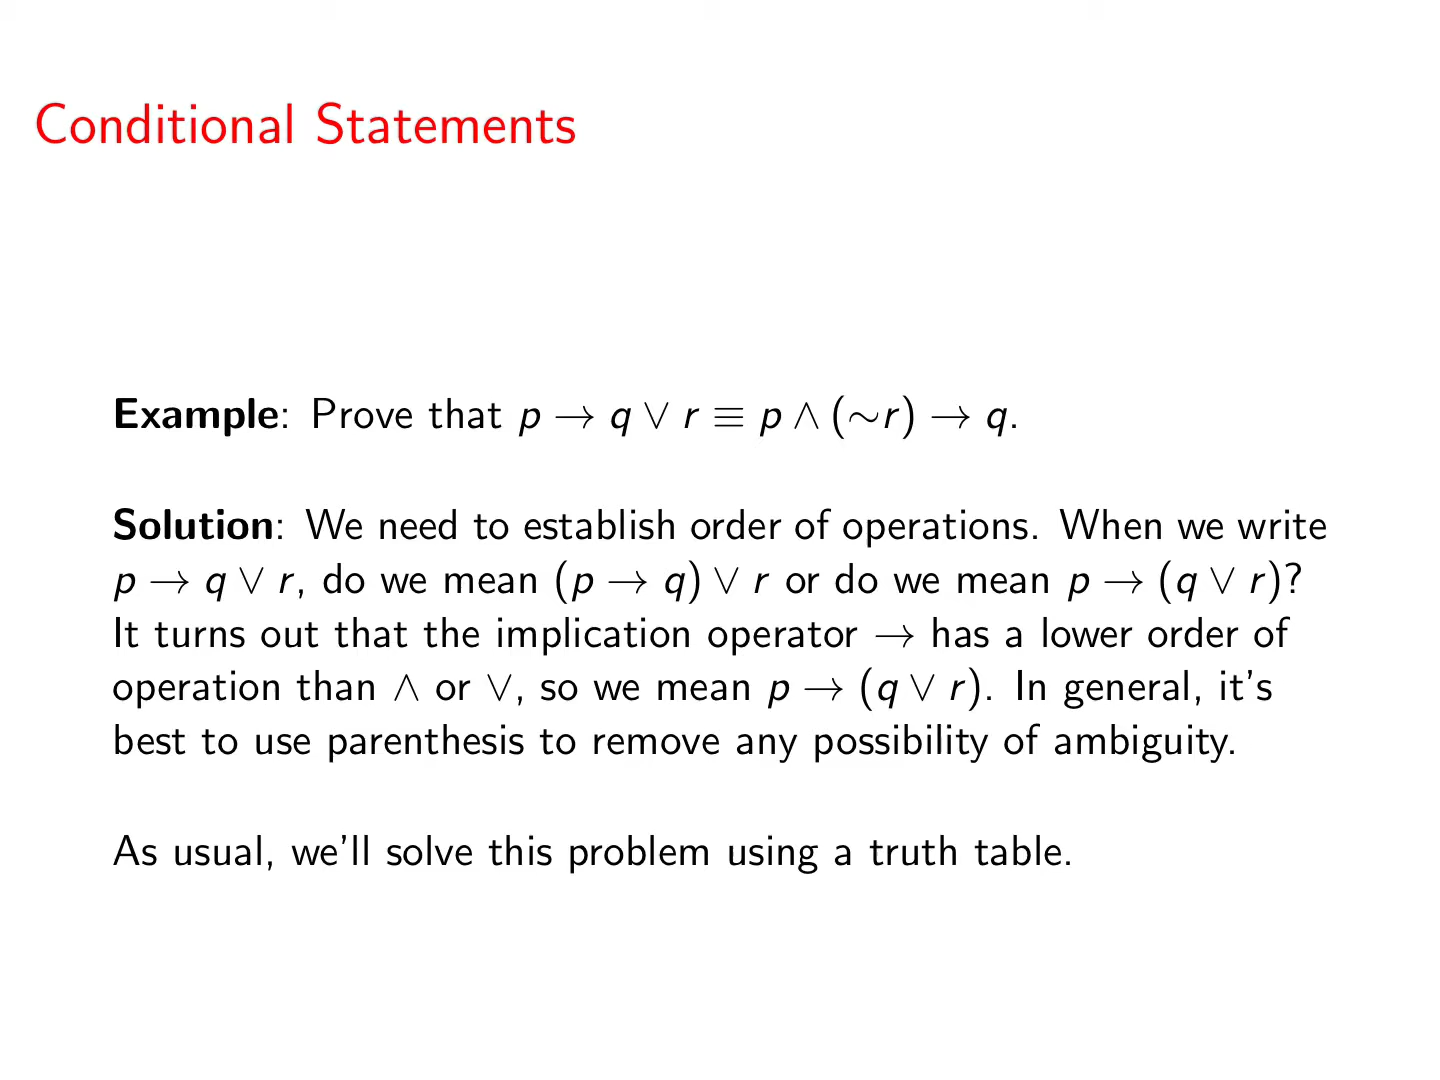 Conditional Statements
Example: Prove that p → q ∨ r ≡ p ∧ (∼r) → q.
Solution: We need to establish order of operations. When we write
p → q ∨ r, do we mean (p → q) ∨ r or do we mean p → (q ∨ r)?
It turns out that the implication operator → has a lower order of
operation than ∧ or ∨, so we mean p → (q ∨ r). In general, it's
best to use parenthesis to remove any possibility of ambiguity.
As usual, we'll solve this problem using a truth table.